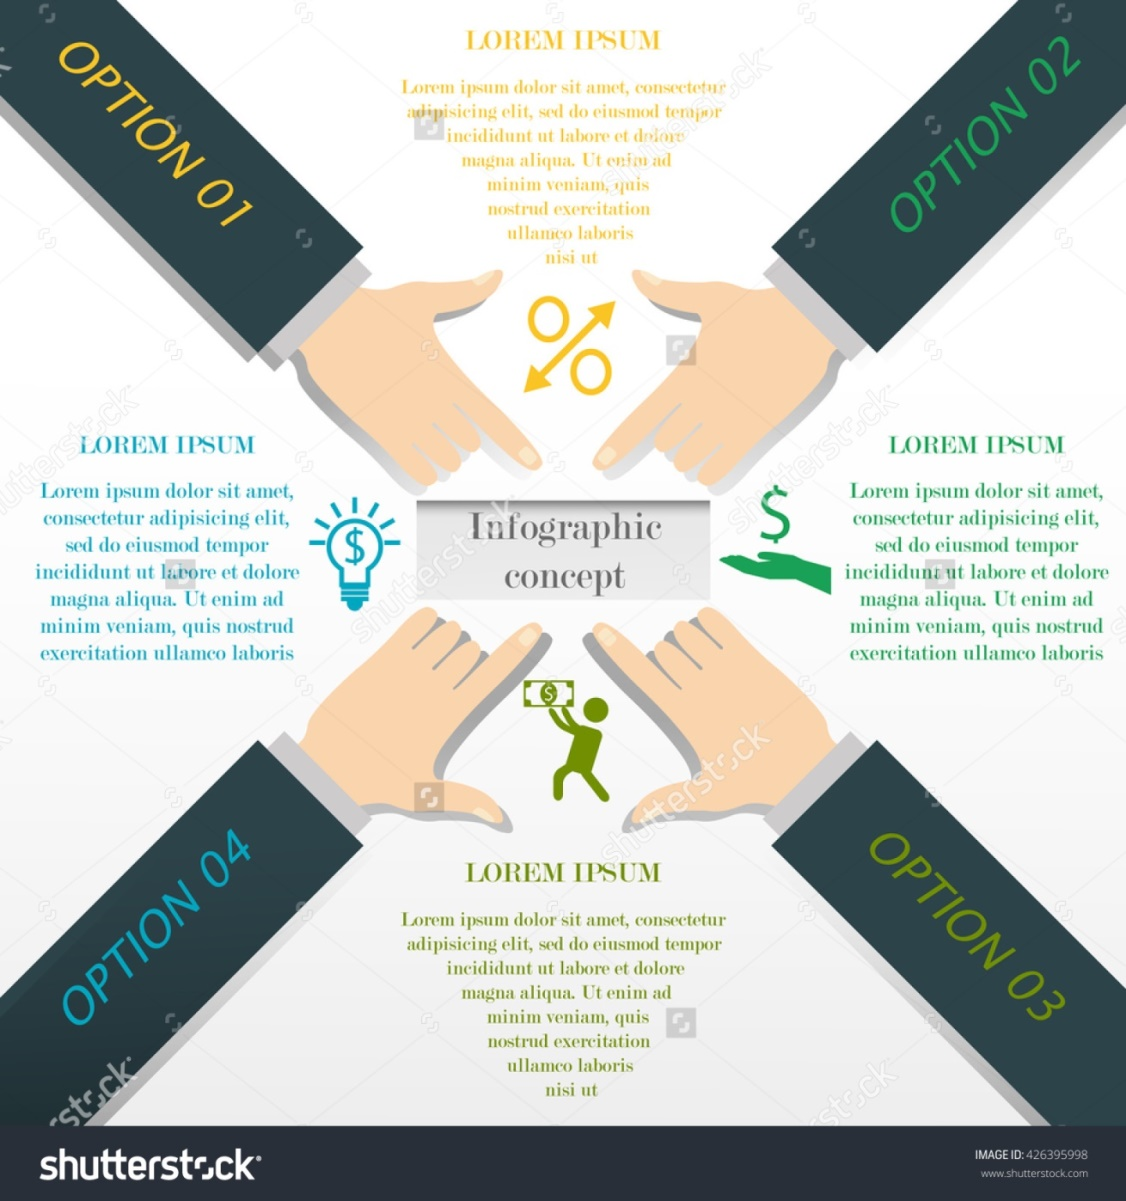 OPTION 01
LOREM IPSUM
Lorem ipsum dolor sit amet, consectetur
adipisicing elit, sed do eiusmod tempor
incididunt ut labore et dolore
magna aliqua. Ut enim ad
minim veniam, quis
nostrud exercitation
ullamco laboris
nisi ut
OPTION 02
%
LOREM IPSUM
Lorem ipsum dolor sit amet,
consectetur adipisicing elit,
sed do eiusmod tempor
incididunt ut labore et dolore
magna aliqua. Ut enim ad
minim veniam, quis nostrud
exercitation ullamco laboris
$
Infographic
concept
$
LOREM IPSUM
Lorem ipsum dolor sit amet,
consectetur adipisicing elit,
sed do eiusmod tempor
incididunt ut labore et dolore
magna aliqua. Ut enim ad
minim veniam, quis nostrud
exercitation ullamco laboris
$
OPTION 04
LOREM IPSUM
Lorem ipsum dolor sit amet, consectetur
adipisicing elit, sed do eiusmod tempor
incididunt ut labore et dolore
magna aliqua. Ut enim ad
minim veniam, quis
nostrud exercitation
ullamco laboris
nisi ut
OPTION 03
shutterstock
IMAGE ID: 426395998
www.shutterstock.com